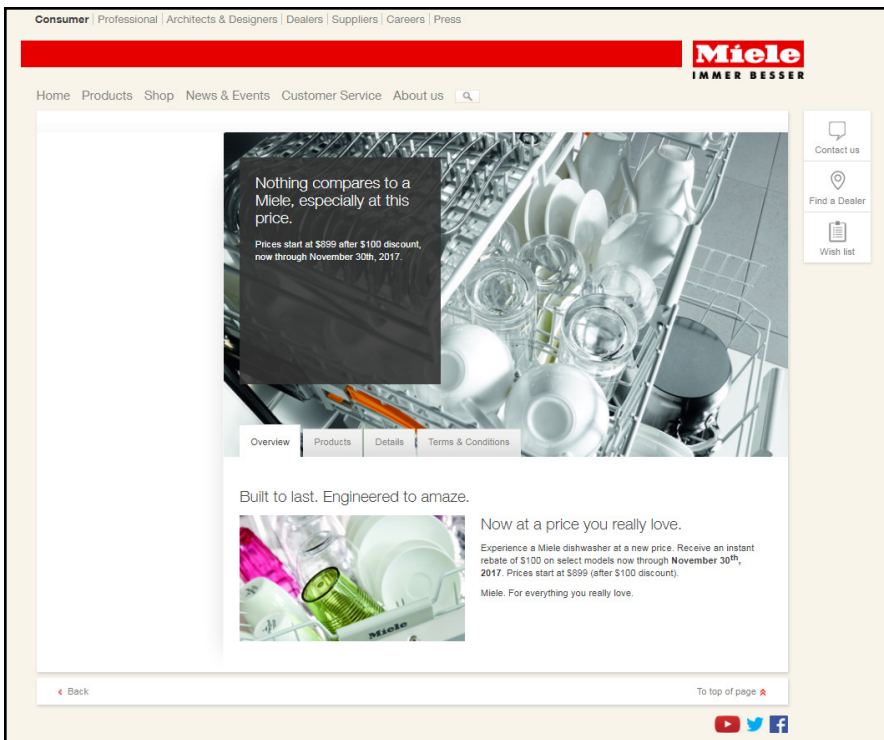 Consumer | Professional | Architects & Designers | Dealers | Suppliers | Careers | Press
Miele
IMMER BESSER
Home Products Shop News & Events Customer Service About us
Contact us
Find a Dealer
Wish list
Nothing compares to a
Miele, especially at this
price.
Prices start at $899 after $100 discount,
now through November 30th, 2017.
Overview Products Details Terms & Conditions
Built to last. Engineered to amaze.
Miele
Now at a price you really love.
Experience a Miele dishwasher at a new price. Receive an instant
rebate of $100 on select models now through November 30th,
2017. Prices start at $899 (after $100 discount).
Miele. For everything you really love.
Back
To top of page